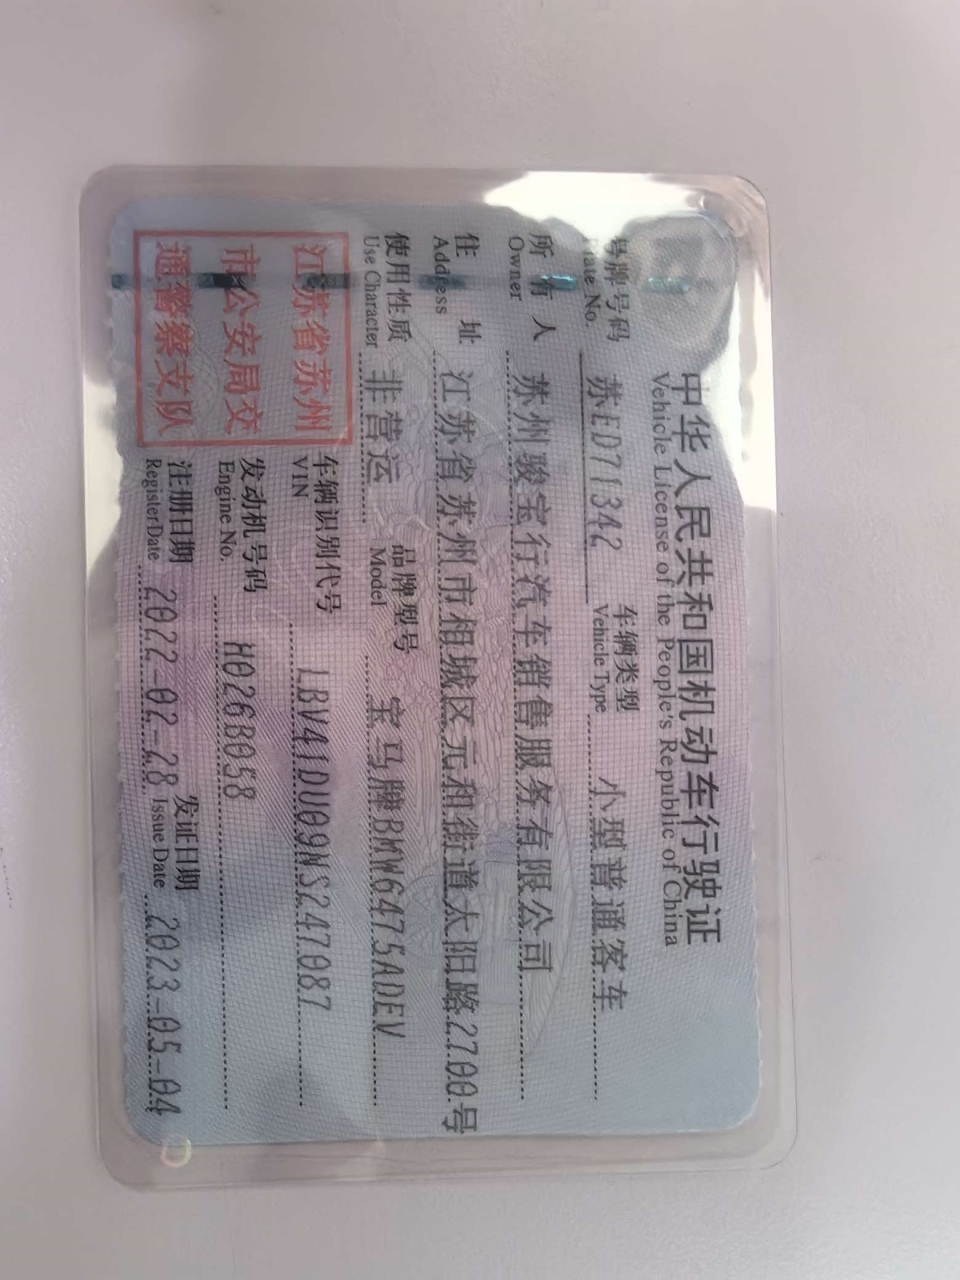 中华人民共和国机动车行驶证
Vehicle License of the People's Republic of China
号牌号码 苏ED71342 车辆类型 小型普通客车
Plate No. Vehicle Type
所有人 苏州骏宝行汽车销售服务有限公司
Owner
住址 江苏省苏州市相城区元和街道太阳路2700号
Address
使用性质 非营运 品牌型号 宝马牌BMW6475ADEV
Use Character Model
江苏省苏州
市公安局交
通警察支队
车辆识别代号 LBV41DU09NS247087
VIN
发动机号码 H026B058
Engine No.
注册日期 2022-02-28 发证日期 2023-05-04
Register Date Issue Date